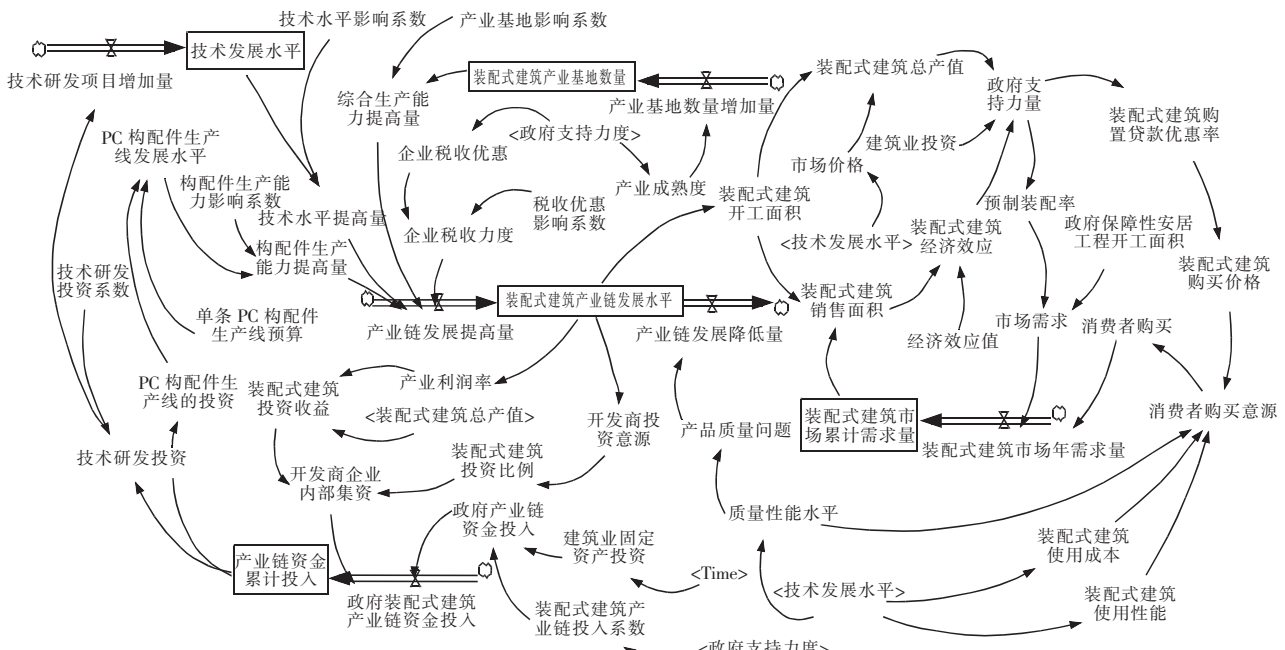 技术水平影响系数
产业基地影响系数
技术发展水平
技术研发项目增加量
装配式建筑产业基地数量
产业基地数量增加量
装配式建筑总产值
政府支
持力量
综合生产能
力提高量
<政府支持力度>
企业税收优惠
建筑业投资
装配式建筑购
置贷款优惠率
PC 构配件生产
线发展水平
市场价格
构配件生产能
力影响系数
产业成熟度
装配式建筑
开工面积
预制装配率
技术水平提高量
税收优惠
影响系数
企业税收力度
<技术发展水平>
装配式建筑
经济效应
政府保障性安居
工程开工面积
构配件生产
能力提高量
技术研发
投资系数
装配式建筑
购买价格
装配式建筑产业链发展水平
装配式建筑
销售面积
单条 PC 构配件
生产线预算
产业链发展提高量
产业链发展降低量
经济效应值
市场需求
消费者购买
PC 构配件生
产线的投资
装配式建筑
投资收益
产业利润率
<装配式建筑总产值>
开发商投
资意源
产品质量问题
装配式建筑市
场累计需求量
装配式建筑市场年需求量
消费者购买意源
技术研发投资
开发商企业
内部集资
装配式建筑
投资比例
政府产业链
资金投入
质量性能水平
建筑业固定
资产投资
装配式建筑
使用成本
产业链资金
累计投入
<Time>
<技术发展水平>
政府装配式建筑
产业链资金投入
装配式建筑产
业链投入系数
装配式建筑
使用性能
<政府支持力度>